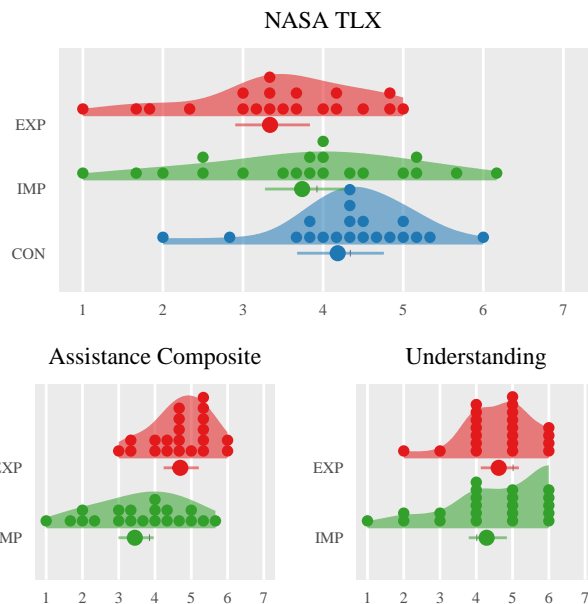 NASA TLX
EXP
IMP
CON
1 2 3 4 5 6 7
Assistance Composite
EXP
MP
1 2 3 4 5 6 7
Understanding
EXP
IMP
1 2 3 4 5 6 7